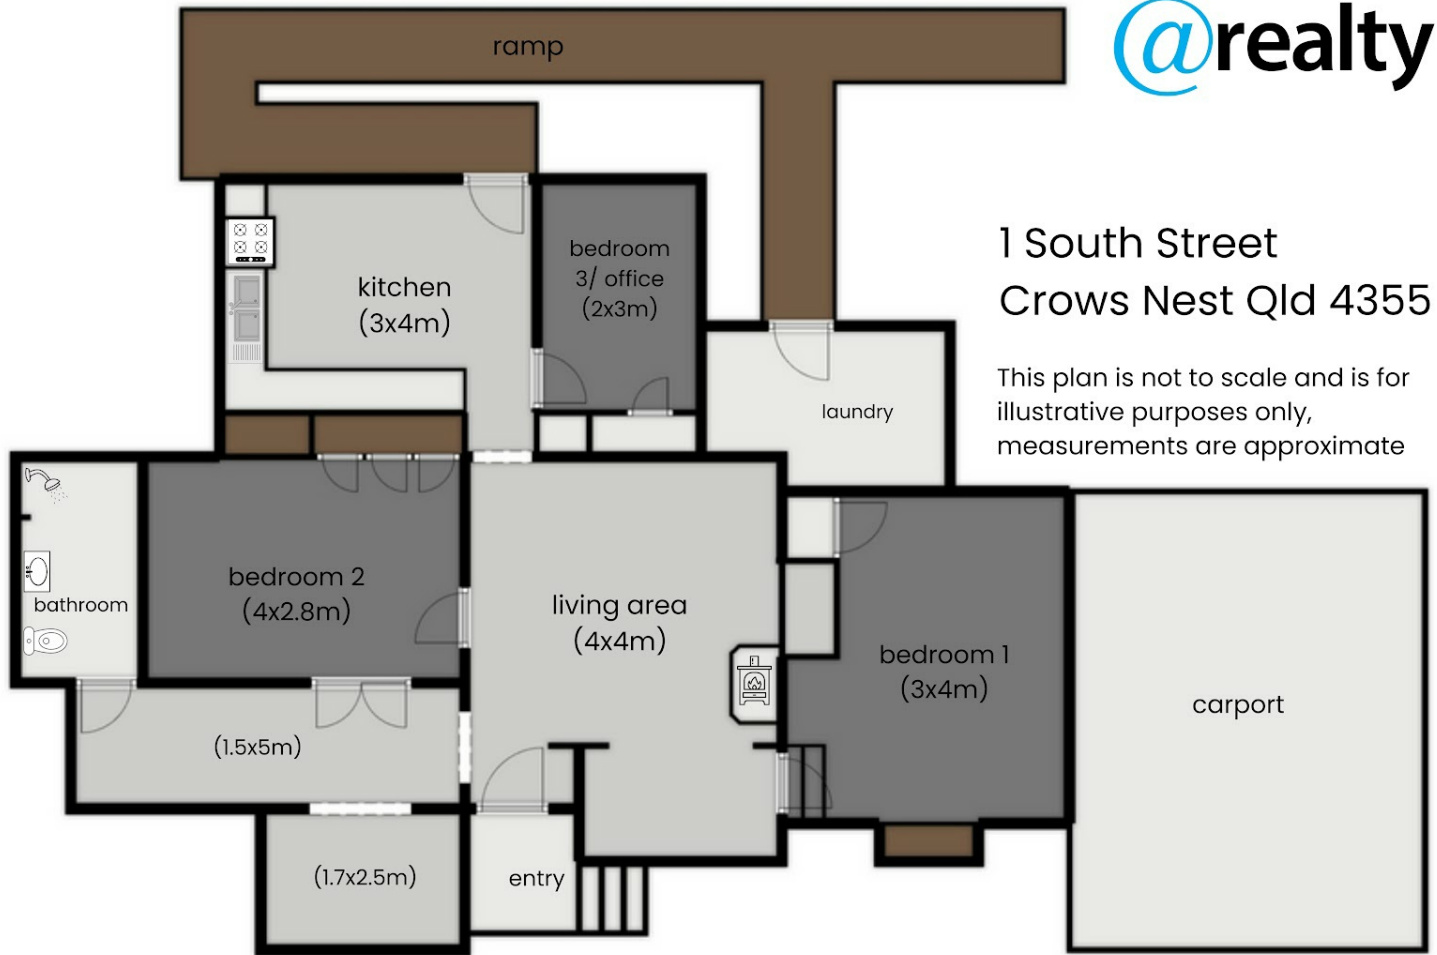 @realty
ramp
1 South Street
Crows Nest Qld 4355
This plan is not to scale and is for
illustrative purposes only,
measurements are approximate
kitchen
(3x4m)
bedroom
3/ office
(2x3m)
laundry
bathroom
bedroom 2
(4x2.8m)
living area
(4x4m)
bedroom 1
(3x4m)
carport
(1.5x5m)
(1.7x2.5m)
entry